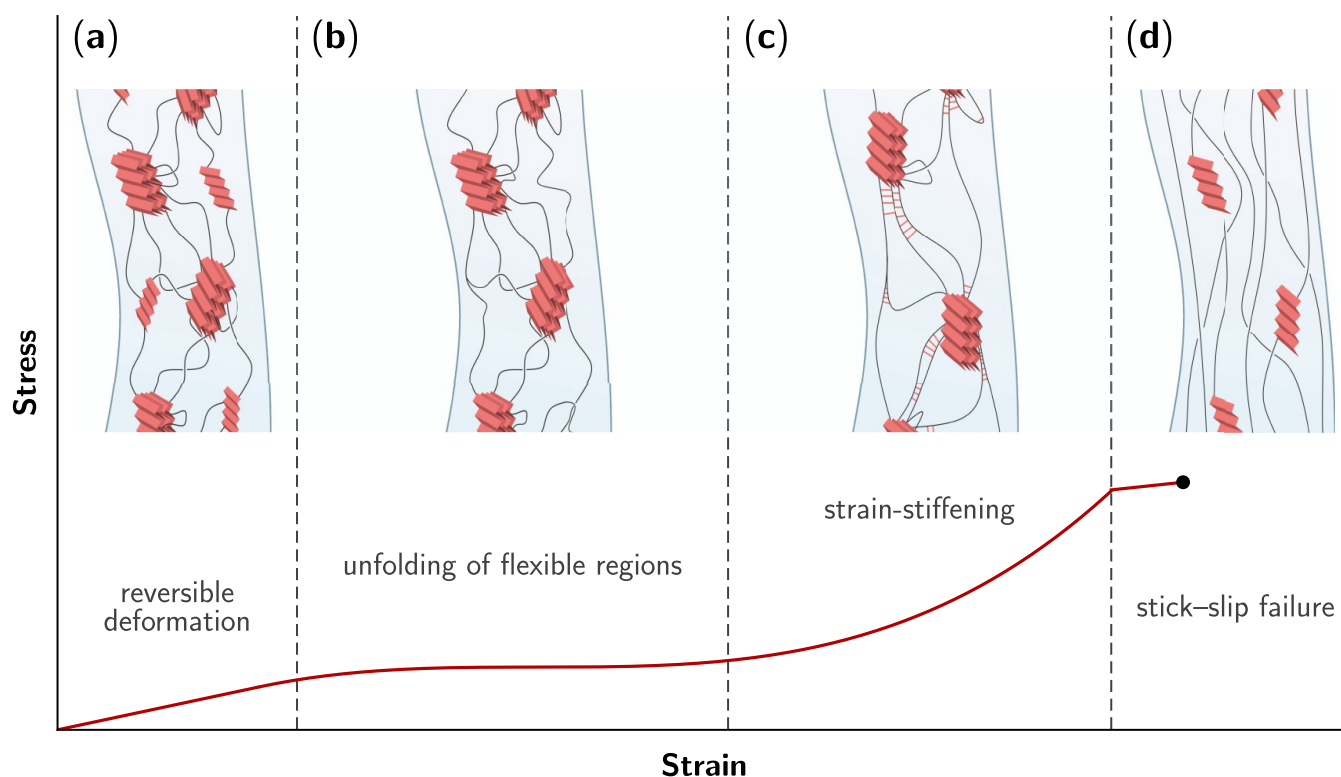 (a)
(b)
(c)
(d)
Stress
strain-stiffening
unfolding of flexible regions
reversible
deformation
stick–slip failure
Strain